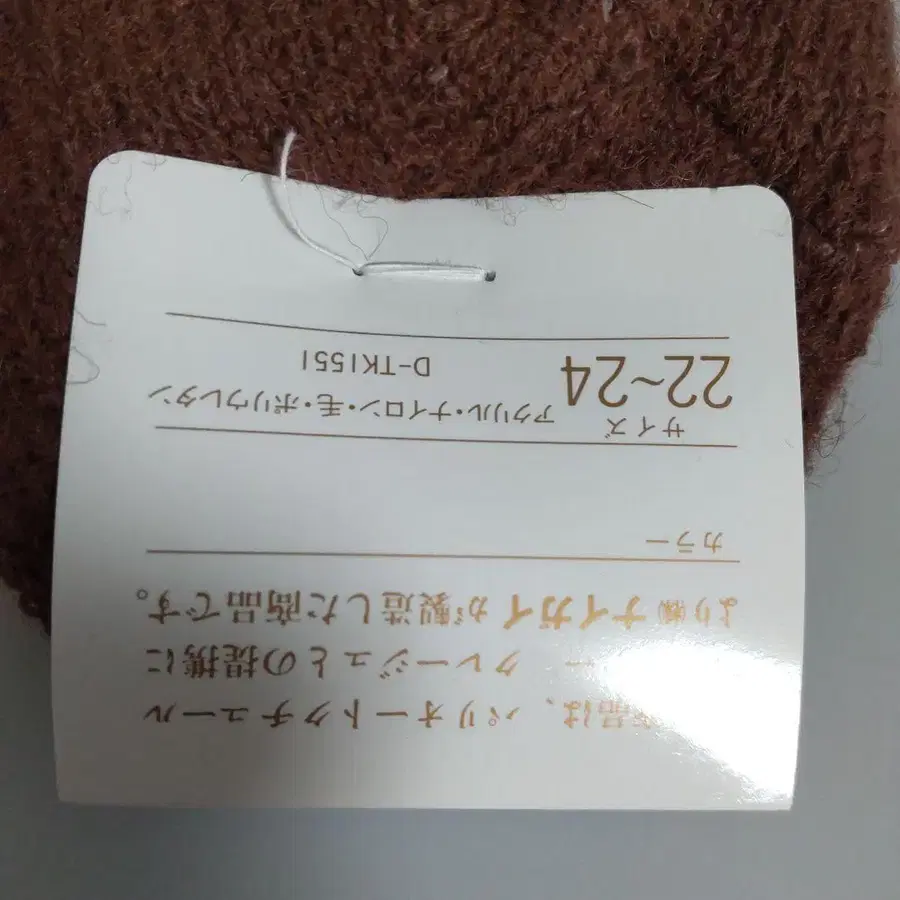 商品は、パリオートクチュール
クレージュとの提携に
より㈱ナイガイが製造した商品です。
カラー
サイズ
22~24
アクリル・ナイロン・毛・ポリウレタン
D-TK1551